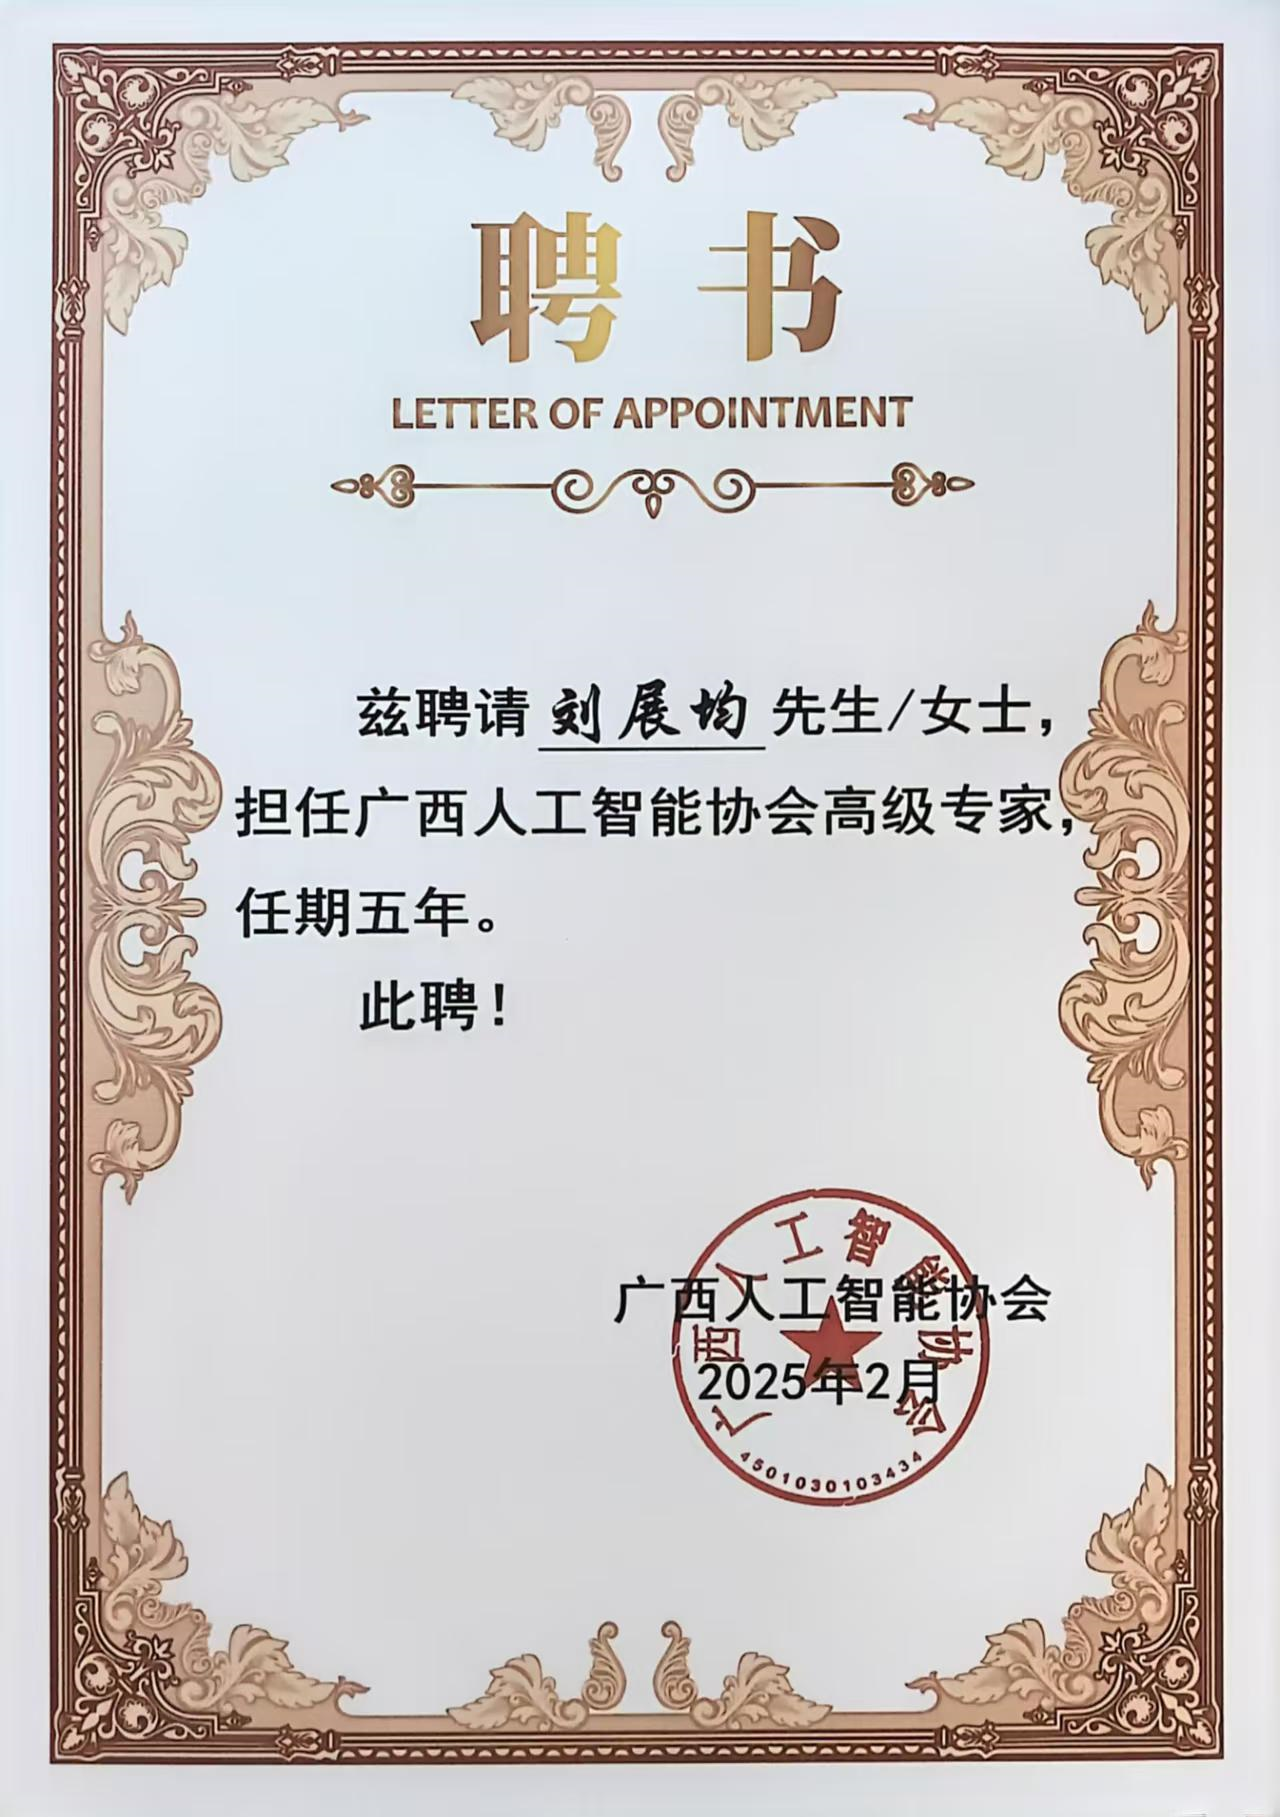 聘书
LETTER OF APPOINTMENT
兹聘请 刘展均 先生/女士，
担任广西人工智能协会高级专家，
任期五年。
此聘！
广西人工智能协会
2025年2月
广西人工智能协会
4501030103434